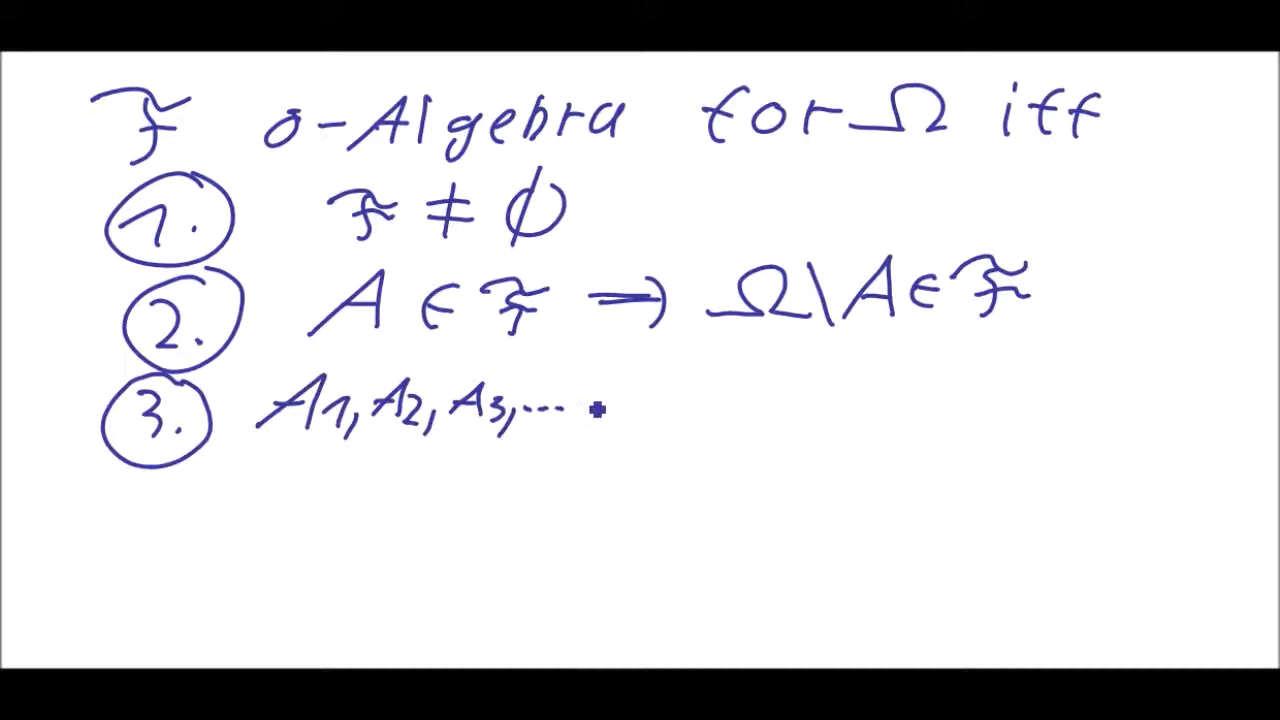 ℱ σ-Algebra for Ω iff
1. ℱ ≠ ∅
2. A ∈ ℱ → Ω\A ∈ ℱ
3. A1, A2, A3, ...